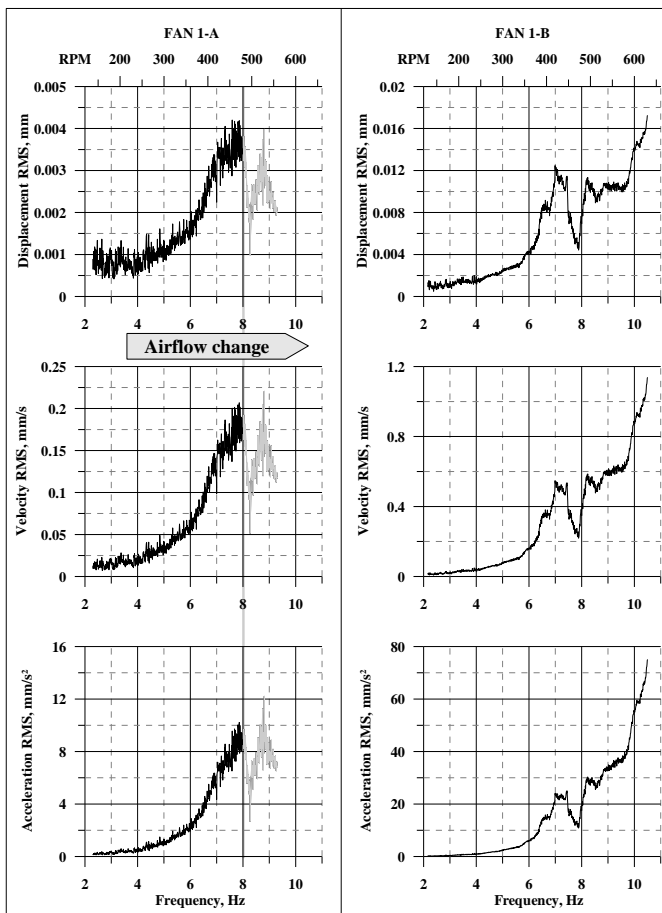 FAN 1-A
RPM 200 300 400 500 600
0.005
0.004
0.003
0.002
0.001
0
Displacement RMS, mm
2 4 6 8 10
Airflow change
0.25
0.2
0.15
0.1
0.05
0
Velocity RMS, mm/s
2 4 6 8 10
16
12
8
4
0
Acceleration RMS, mm/s²
2 4 6 8 10
Frequency, Hz
FAN 1-B
RPM 200 300 400 500 600
0.02
0.016
0.012
0.008
0.004
0
Displacement RMS, mm
2 4 6 8 10
1.2
0.8
0.4
0
Velocity RMS, mm/s
2 4 6 8 10
80
60
40
20
0
Acceleration RMS, mm/s²
2 4 6 8 10
Frequency, Hz